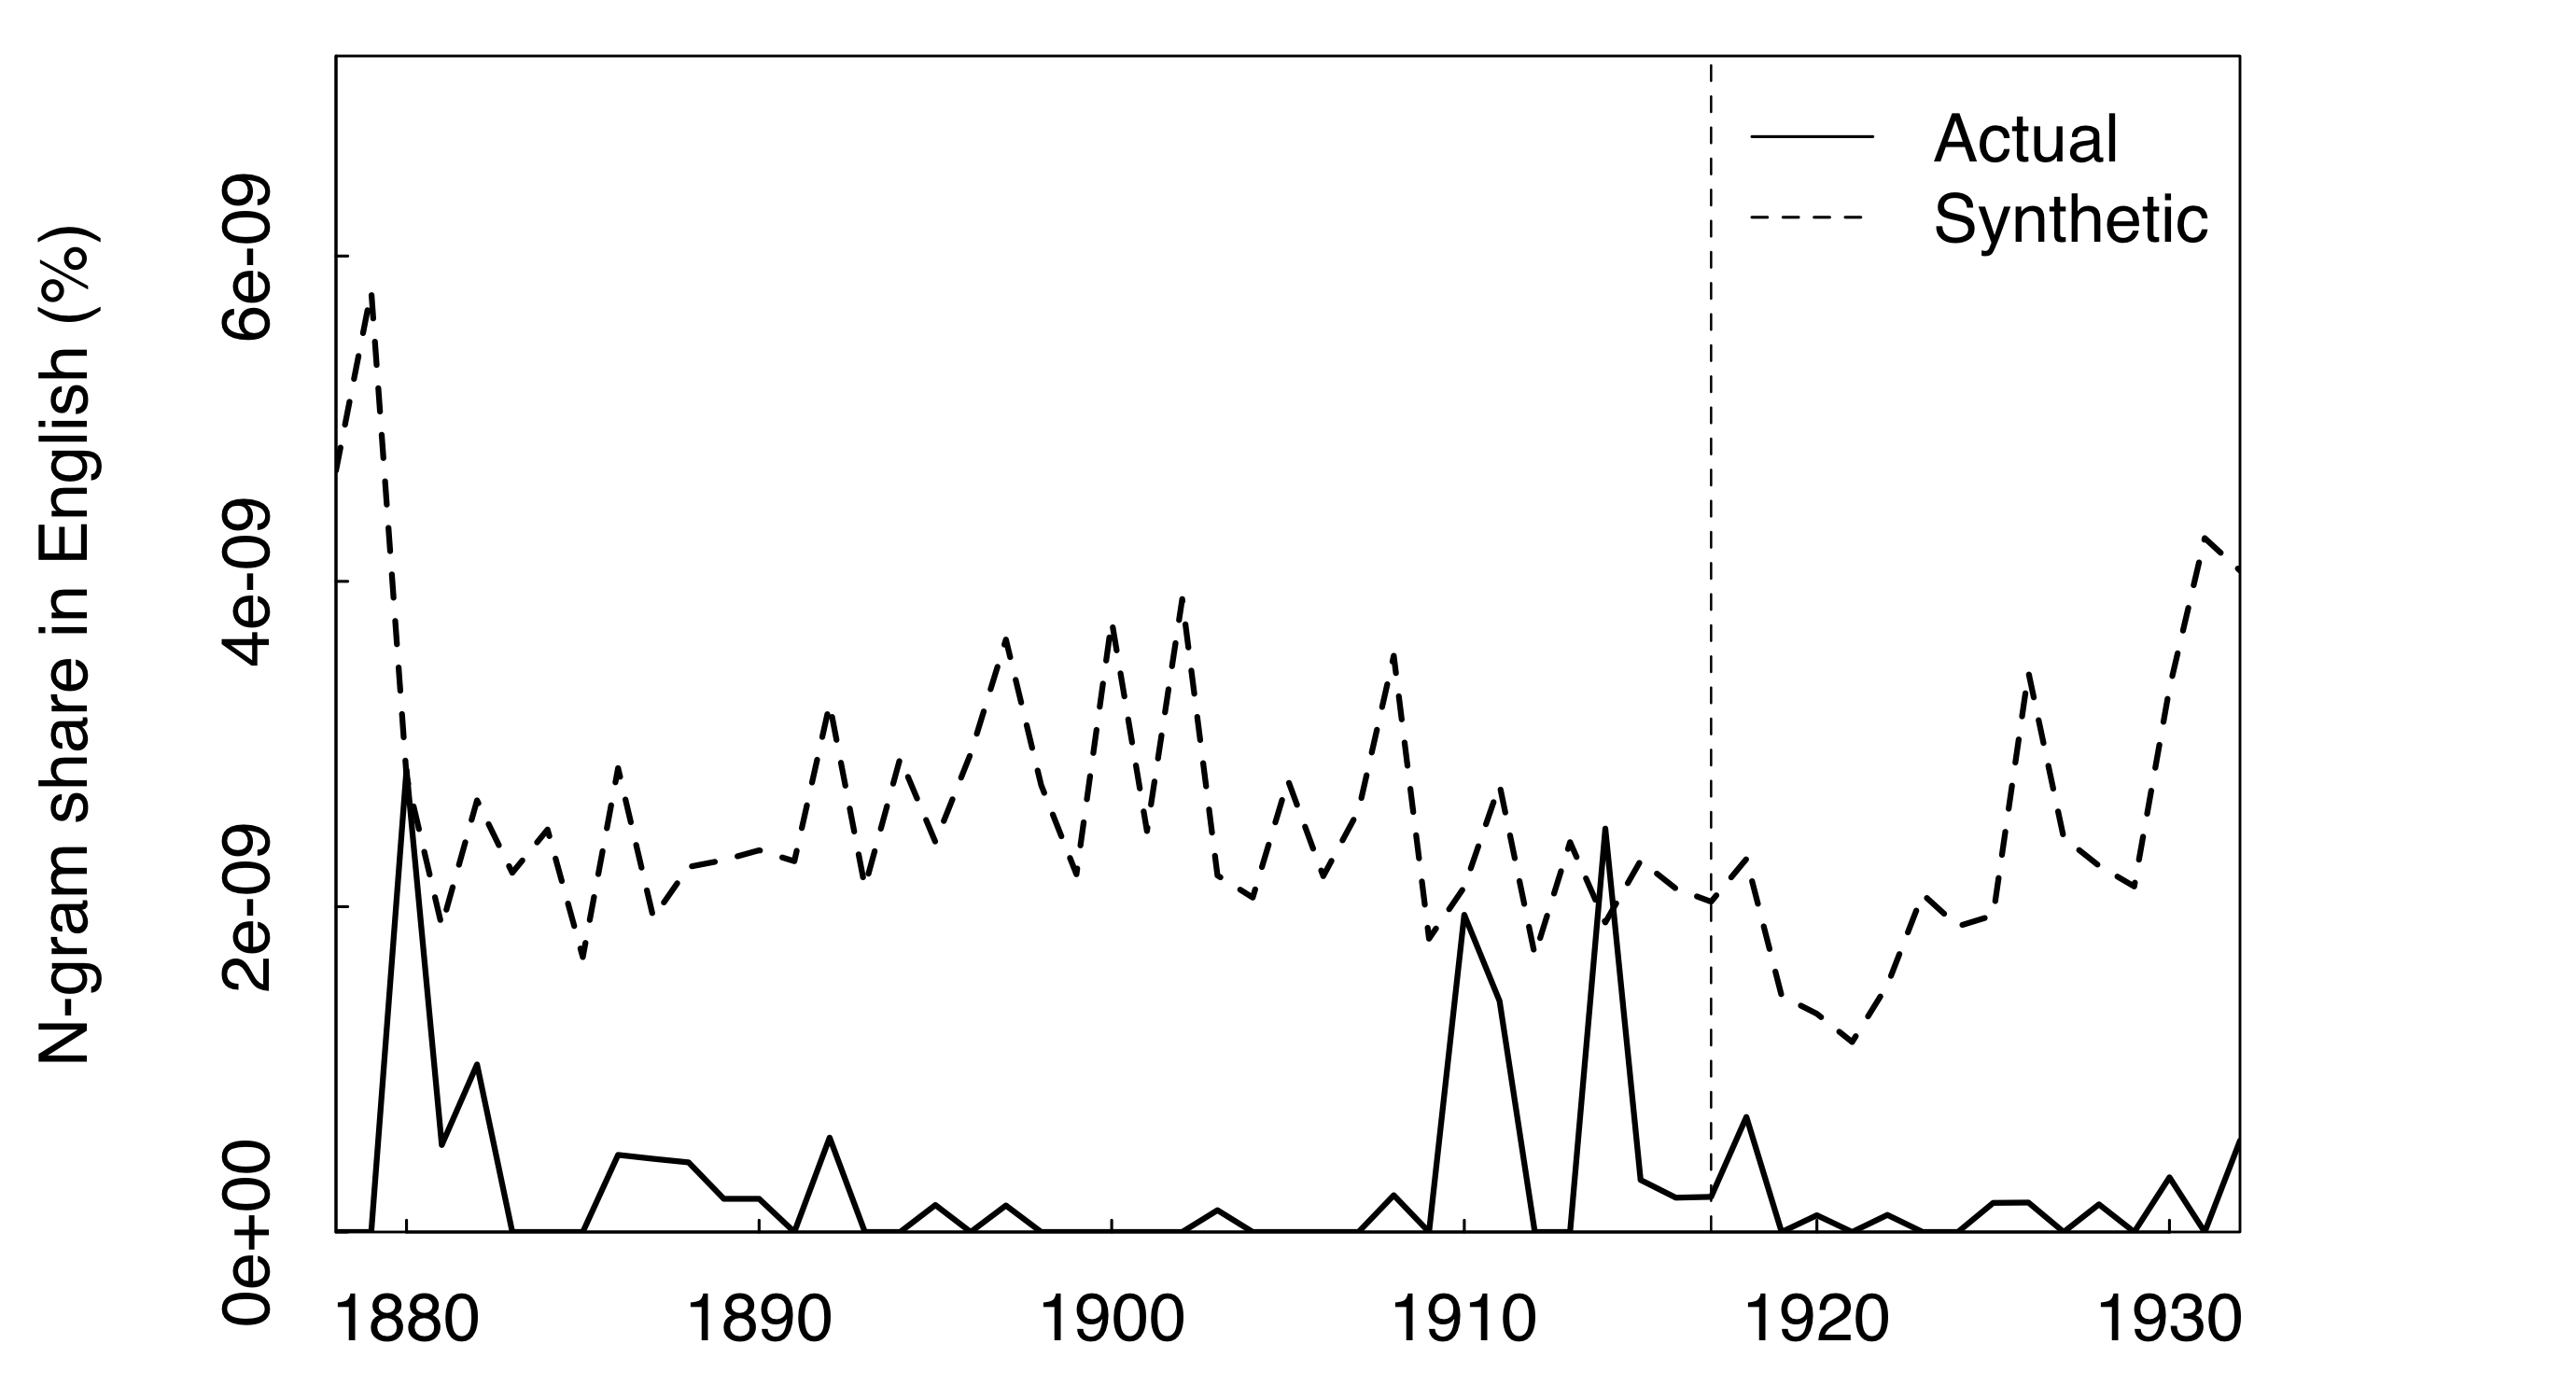 Actual
Synthetic
N-gram share in English (%)
6e-09
4e-09
2e-09
0e+00
1880 1890 1900 1910 1920 1930